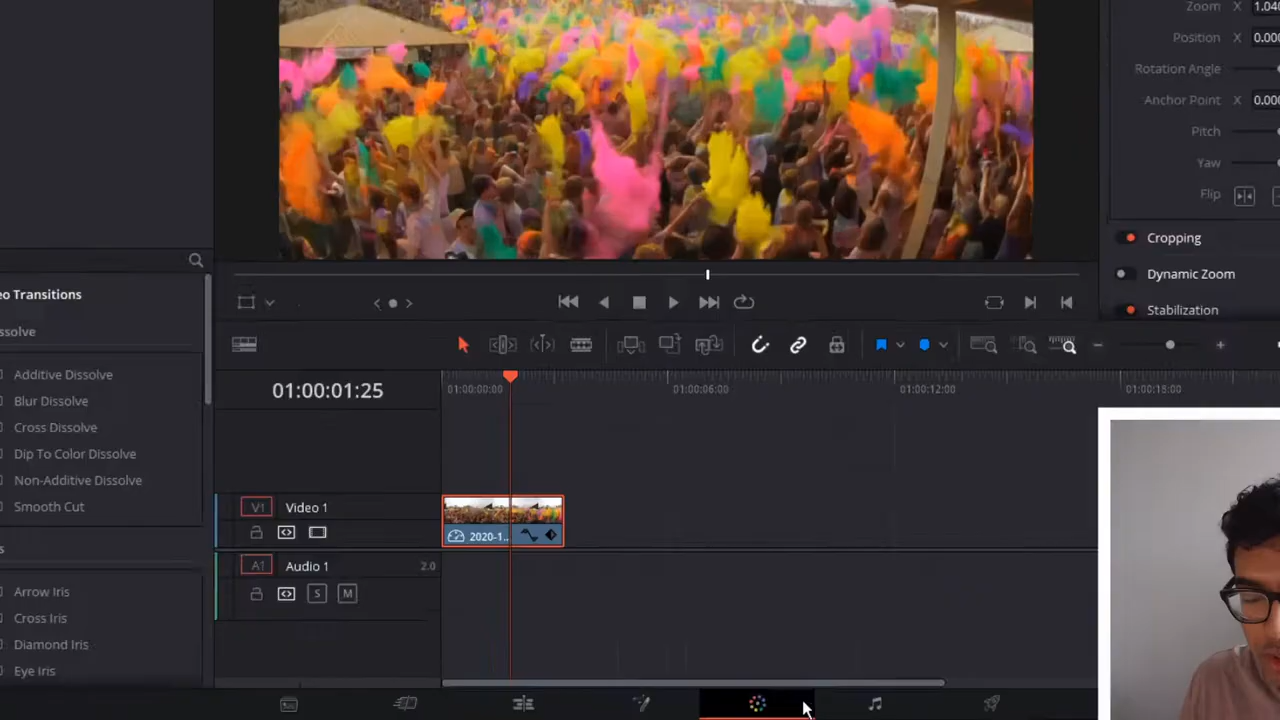 Zoom X 1.040
Position X 0.000
Rotation Angle
Anchor Point X 0.000
Pitch
Yaw
Flip
Cropping
Dynamic Zoom
Stabilization
eo Transitions
ssolve
Additive Dissolve
Blur Dissolve
Cross Dissolve
Dip To Color Dissolve
Non-Additive Dissolve
Smooth Cut
s
Arrow Iris
Cross Iris
Diamond Iris
Eye Iris
01:00:01:25
01:00:00:00 01:00:06:00 01:00:12:00 01:00:18:00
V1 Video 1
2020-1..
A1 Audio 1 2.0
S M